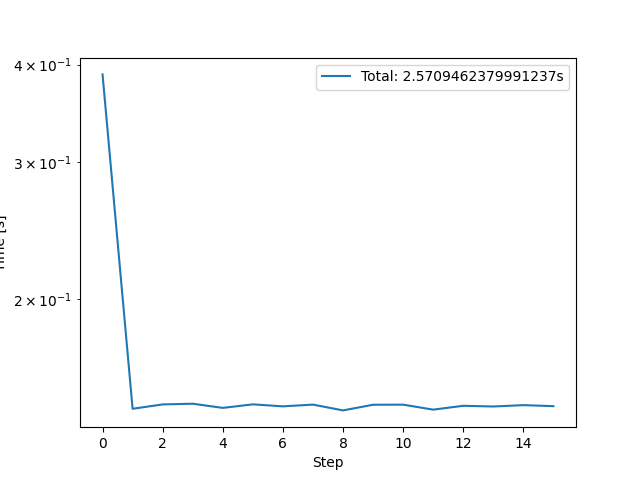 Total: 2.5709462379991237s
4 × 10⁻¹
3 × 10⁻¹
2 × 10⁻¹
[s]
0 2 4 6 8 10 12 14
Step